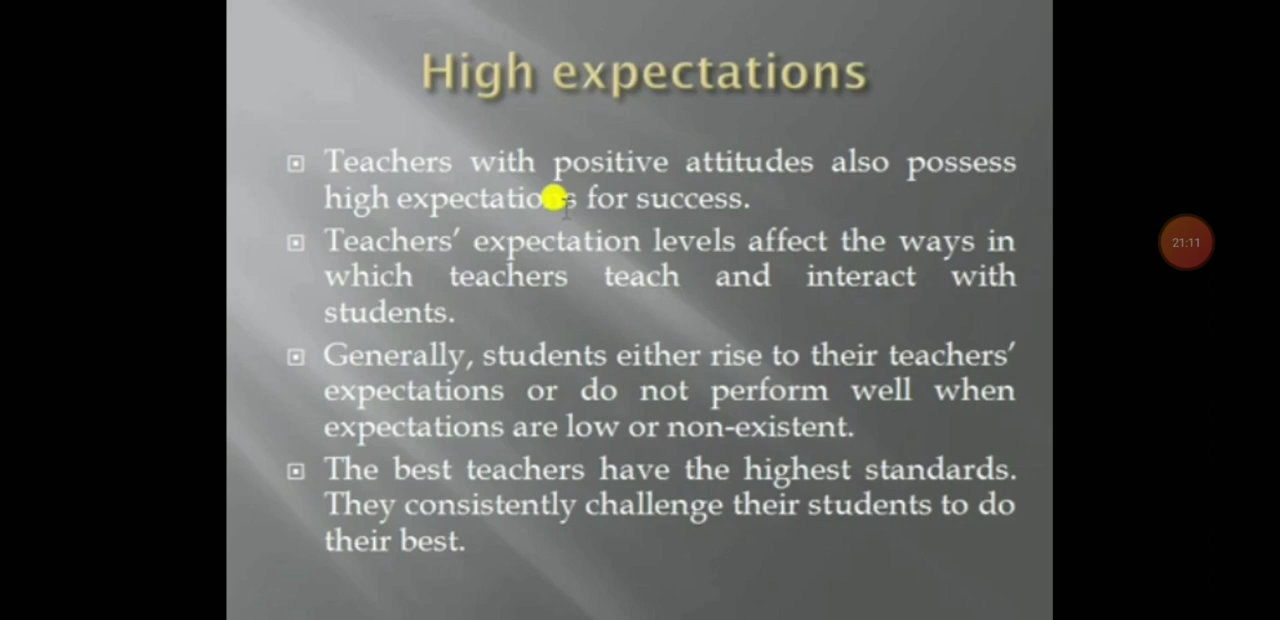 High expectations
Teachers with positive attitudes also possess
high expectations for success.
Teachers' expectation levels affect the ways in
which teachers teach and interact with
students.
Generally, students either rise to their teachers'
expectations or do not perform well when
expectations are low or non-existent.
The best teachers have the highest standards.
They consistently challenge their students to do
their best.
21:11